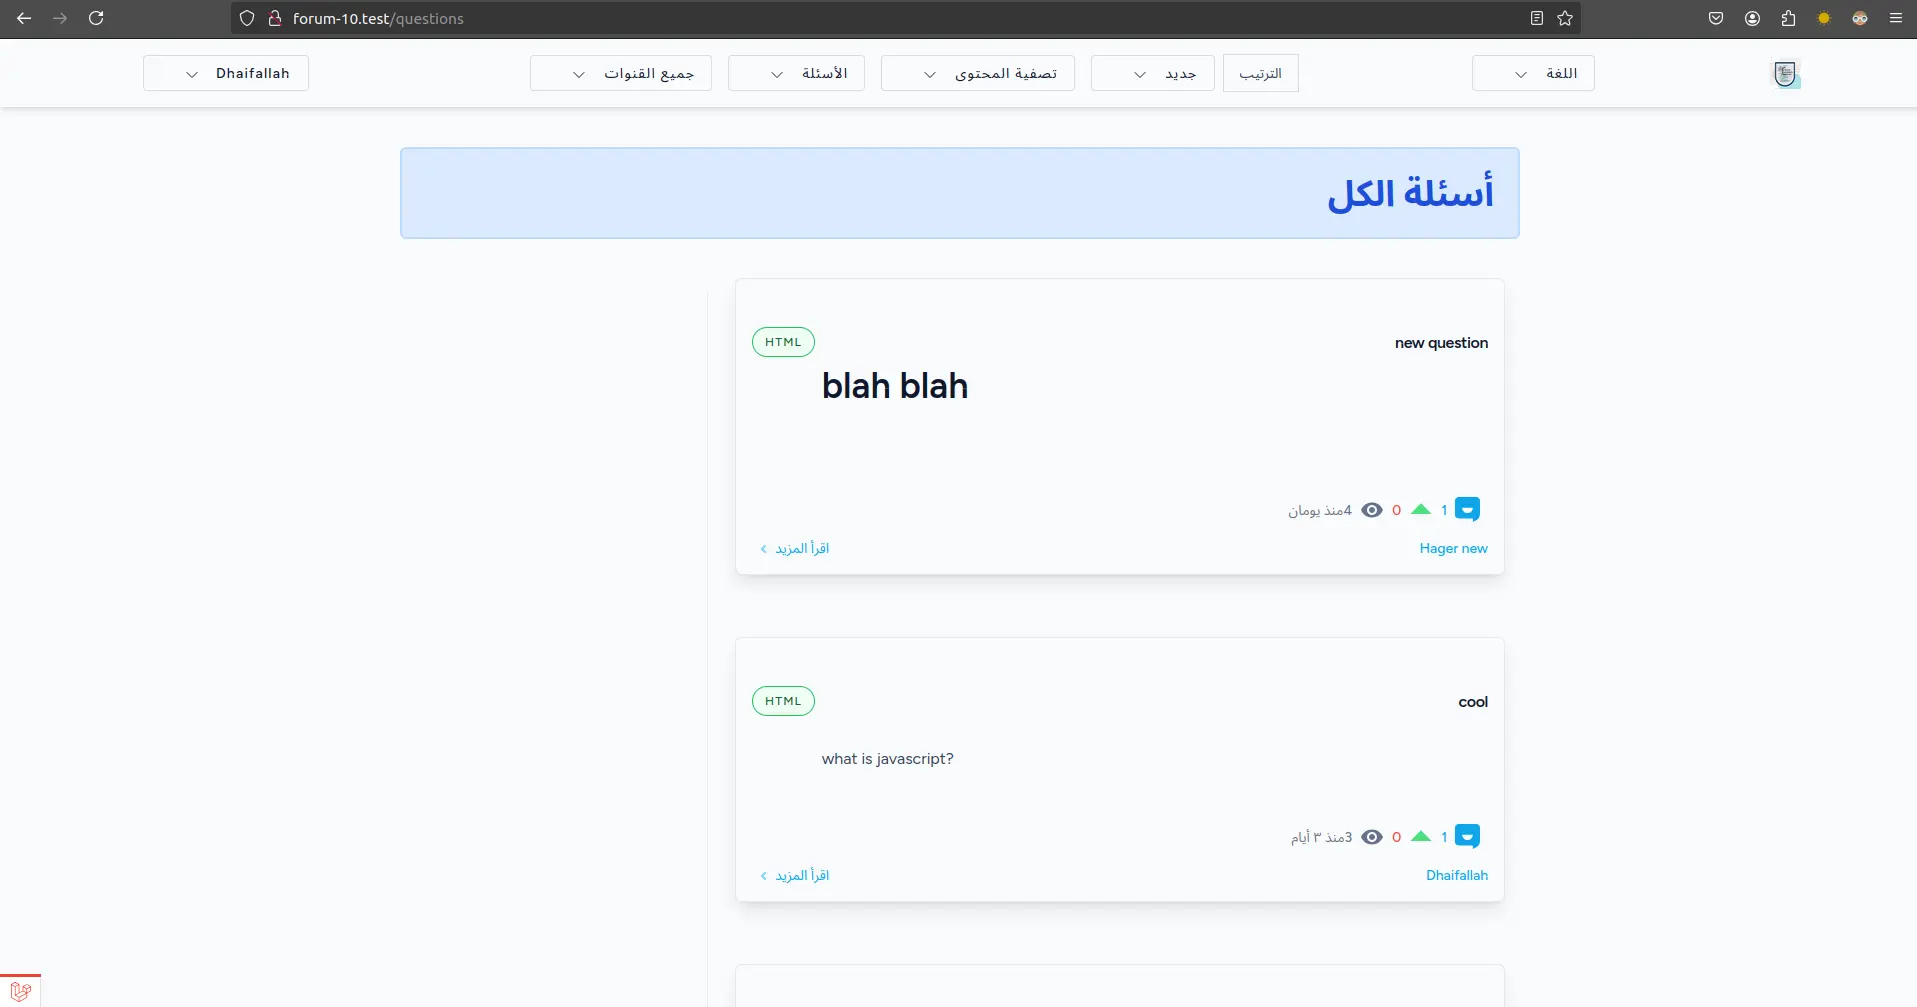 forum-10.test/questions
اللغة
الترتيب
جديد
تصفية المحتوى
الأسئلة
جميع القنوات
Dhaifallah
أسئلة الكل
new question
HTML
blah blah
1 0 4منذ يومان
Hager new
اقرأ المزيد
cool
HTML
what is javascript?
1 0 3منذ ٣ أيام
Dhaifallah
اقرأ المزيد